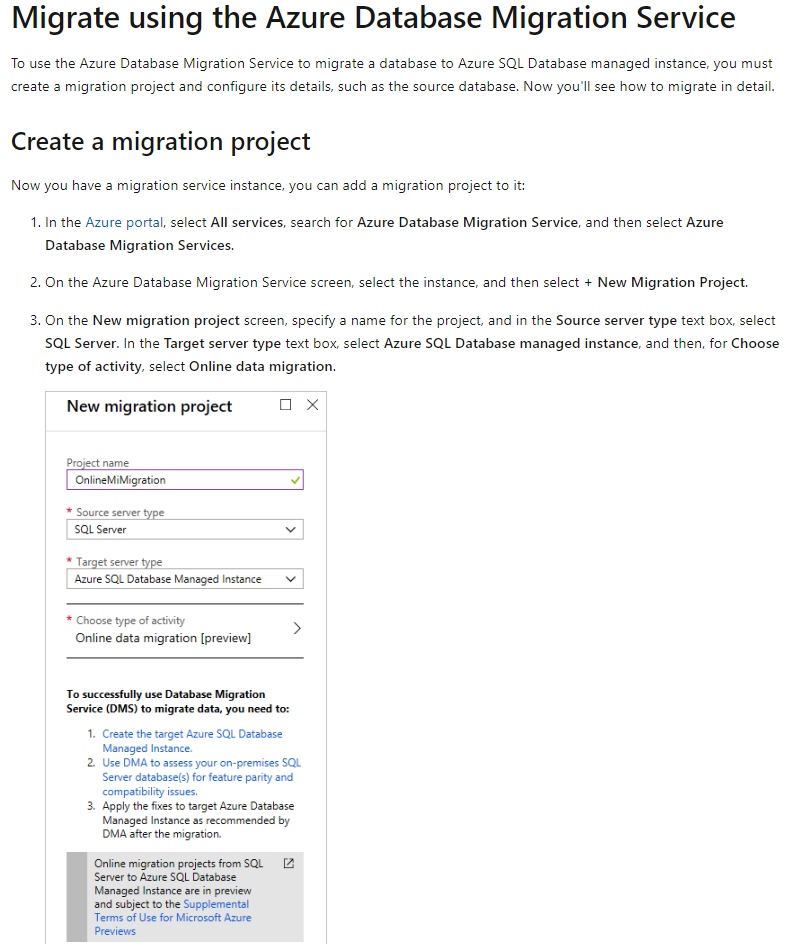 Migrate using the Azure Database Migration Service
To use the Azure Database Migration Service to migrate a database to Azure SQL Database managed instance, you must
create a migration project and configure its details, such as the source database. Now you'll see how to migrate in detail.
Create a migration project
Now you have a migration service instance, you can add a migration project to it:
1. In the Azure portal, select All services, search for Azure Database Migration Service, and then select Azure
Database Migration Services.
2. On the Azure Database Migration Service screen, select the instance, and then select + New Migration Project.
3. On the New migration project screen, specify a name for the project, and in the Source server type text box, select
SQL Server. In the Target server type text box, select Azure SQL Database managed instance, and then, for Choose
type of activity, select Online data migration.
New migration project
Project name
OnlineMiMigration
* Source server type
SQL Server
* Target server type
Azure SQL Database Managed Instance
* Choose type of activity
Online data migration [preview]
To successfully use Database Migration
Service (DMS) to migrate data, you need to:
1. Create the target Azure SQL Database
Managed Instance.
2. Use DMA to assess your on-premises SQL
Server database(s) for feature parity and
compatibility issues.
3. Apply the fixes to target Azure Database
Managed Instance as recommended by
DMA after the migration.
Online migration projects from SQL
Server to Azure SQL Database
Managed Instance are in preview
and subject to the Supplemental
Terms of Use for Microsoft Azure
Previews